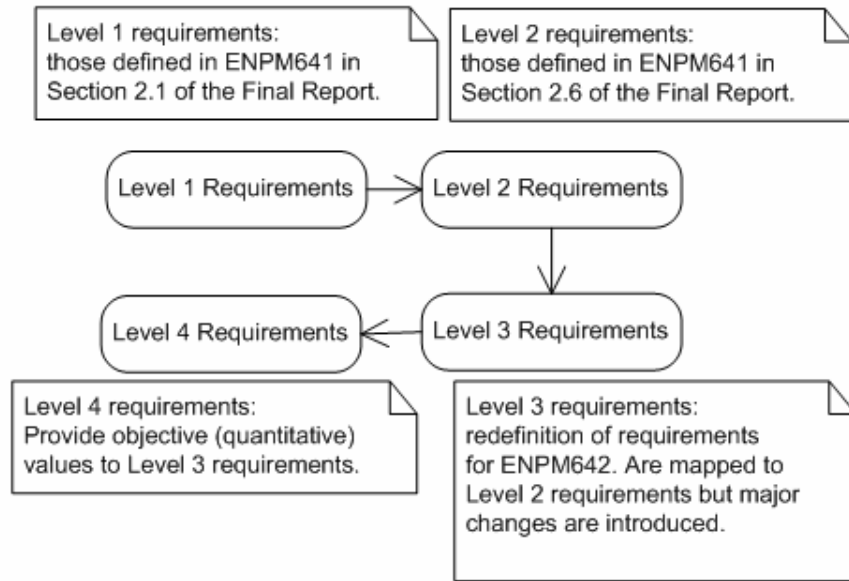 Level 1 requirements:
those defined in ENPM641 in
Section 2.1 of the Final Report.
Level 2 requirements:
those defined in ENPM641 in
Section 2.6 of the Final Report.
Level 1 Requirements
Level 2 Requirements
Level 4 Requirements
Level 3 Requirements
Level 4 requirements:
Provide objective (quantitative)
values to Level 3 requirements.
Level 3 requirements:
redefinition of requirements
for ENPM642. Are mapped to
Level 2 requirements but major
changes are introduced.